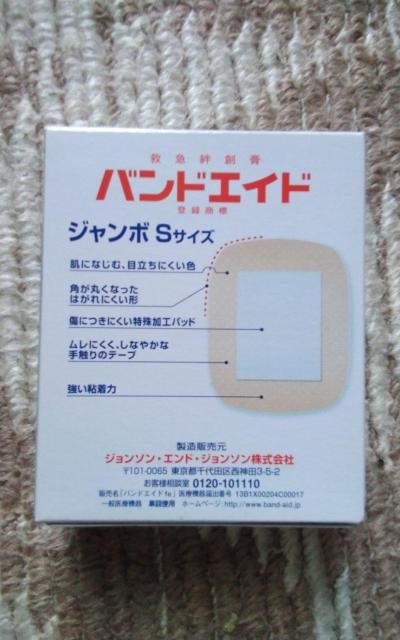 救急絆創膏
バンドエイド
登録商標
ジャンボ Sサイズ
肌になじむ、目立ちにくい色
角が丸くなった
はがれにくい形
傷につきにくい特殊加工パッド
ムレにくく、しなやかな
手触りのテープ
強い粘着力
製造販売元
ジョンソン・エンド・ジョンソン株式会社
〒101-0065 東京都千代田区西神田3-5-2
お客様相談室 0120-101110
販売名「バンドエイドfs」医療機器届出番号 13B1X00204C00017
一般医療機器 単回使用 ホームページ:http://www.band-aid.jp